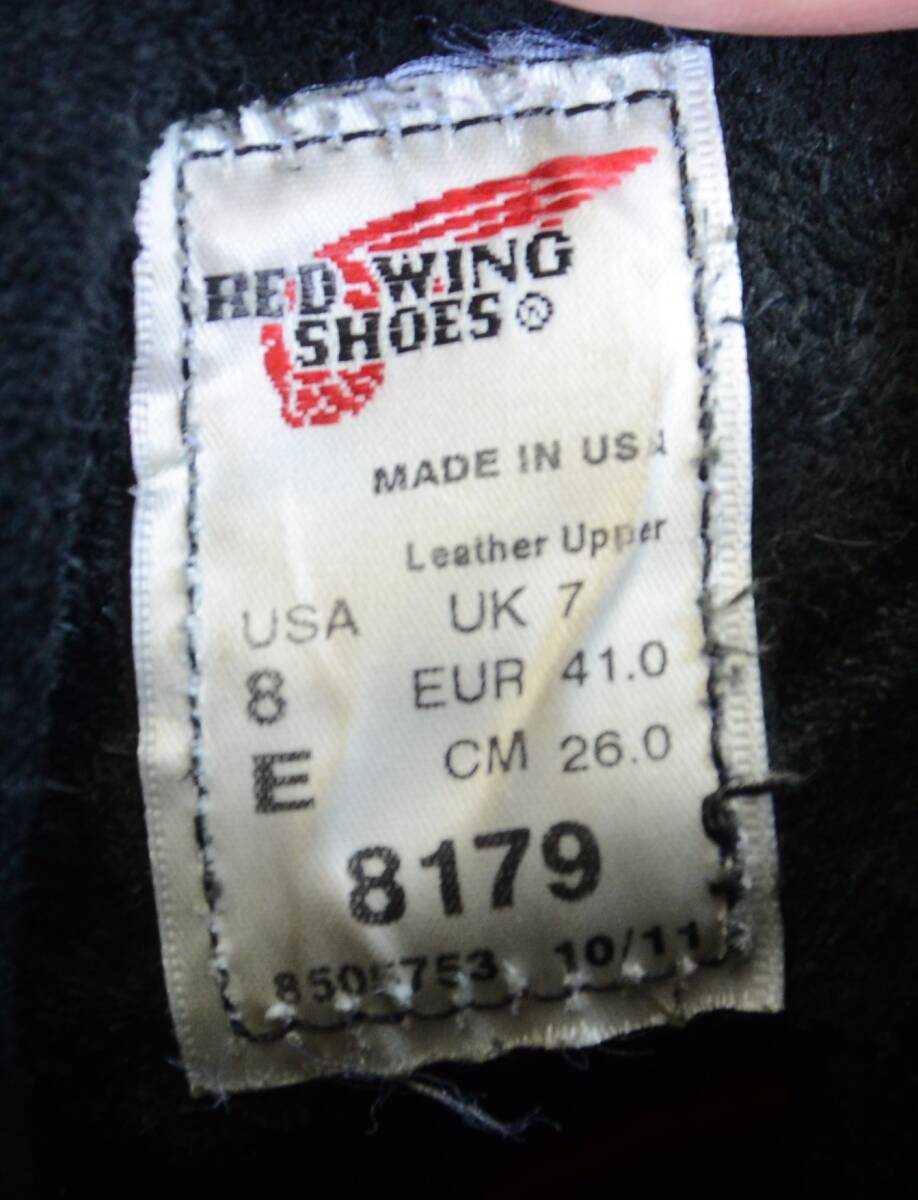 RED WING
SHOES ®
MADE IN USA
Leather Upper
USA UK 7
8 EUR 41.0
E CM 26.0
8179
10/11